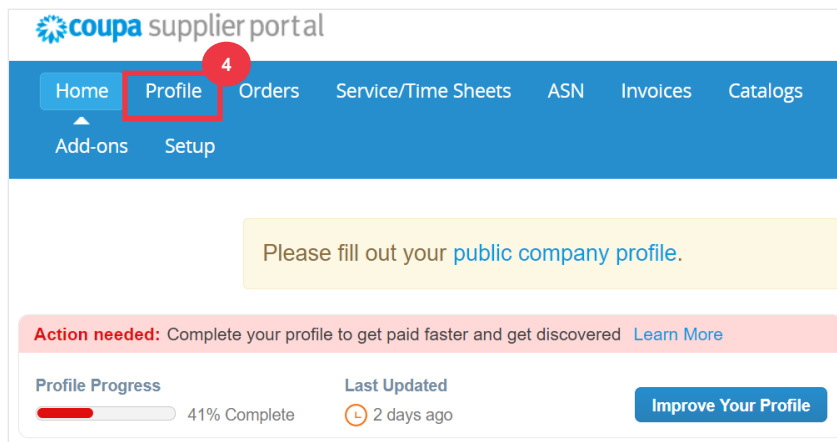 coupa supplier portal
4
Home Profile Orders Service/Time Sheets ASN Invoices Catalogs
Add-ons Setup
Please fill out your public company profile.
Action needed: Complete your profile to get paid faster and get discovered Learn More
Profile Progress Last Updated
41% Complete 2 days ago Improve Your Profile